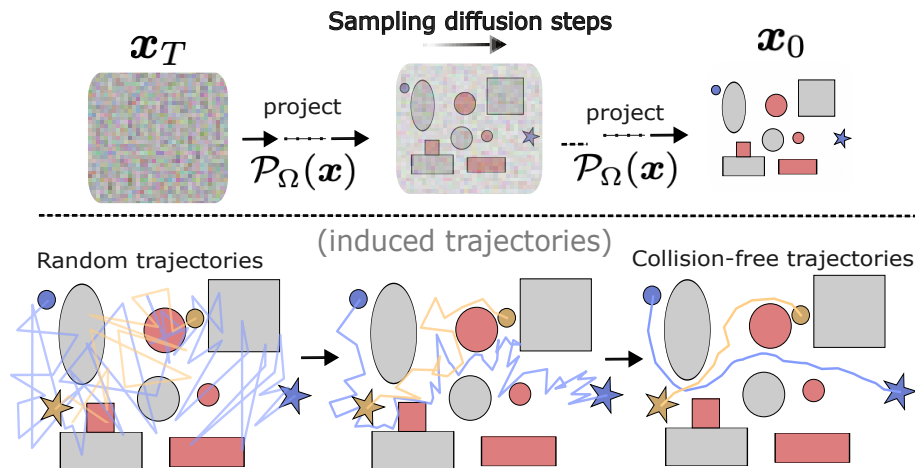 Sampling diffusion steps
𝒙_T
𝒙_0
project
𝒫_Ω(𝒙)
project
𝒫_Ω(𝒙)
(induced trajectories)
Random trajectories
Collision-free trajectories